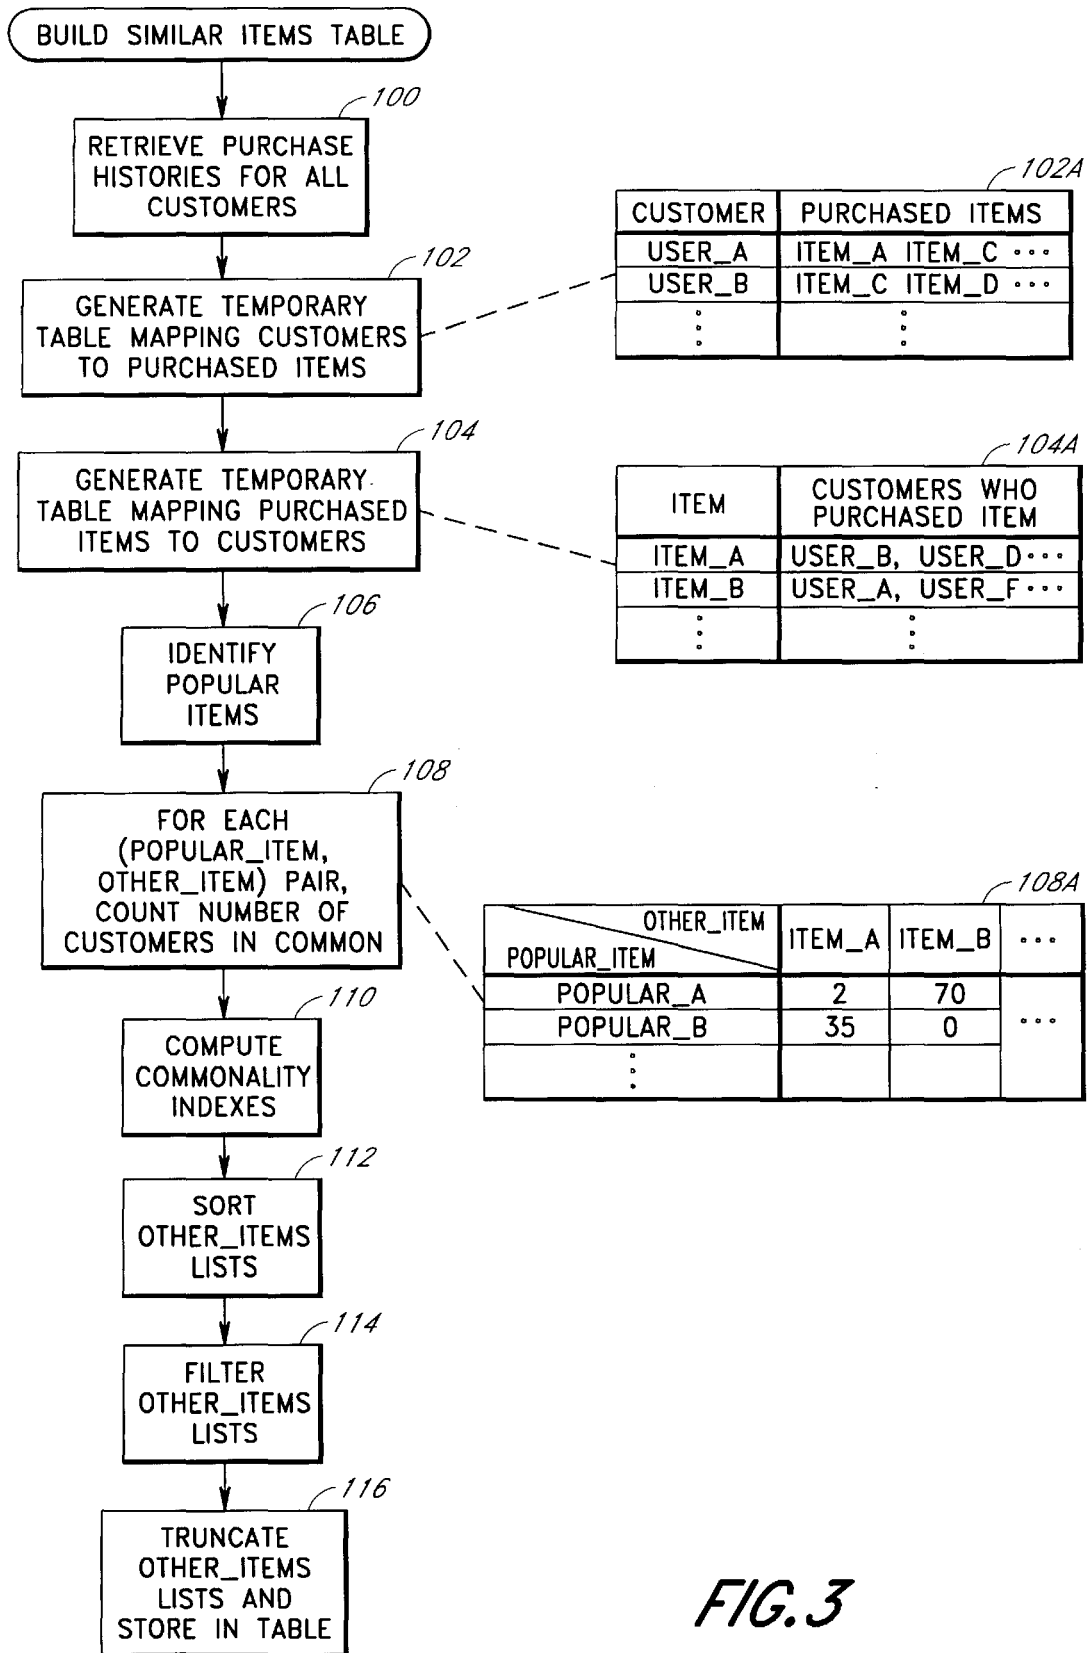 BUILD SIMILAR ITEMS TABLE
100
RETRIEVE PURCHASE
HISTORIES FOR ALL
CUSTOMERS
102
GENERATE TEMPORARY
TABLE MAPPING CUSTOMERS
TO PURCHASED ITEMS
102A
CUSTOMER PURCHASED ITEMS
USER_A ITEM_A ITEM_C ...
USER_B ITEM_C ITEM_D ...
104
GENERATE TEMPORARY
TABLE MAPPING PURCHASED
ITEMS TO CUSTOMERS
104A
ITEM
CUSTOMERS WHO
PURCHASED ITEM
ITEM_A USER_B, USER_D ...
ITEM_B USER_A, USER_F ...
106
IDENTIFY
POPULAR
ITEMS
108
FOR EACH
(POPULAR_ITEM,
OTHER_ITEM) PAIR,
COUNT NUMBER OF
CUSTOMERS IN COMMON
108A
OTHER_ITEM
POPULAR_ITEM
ITEM_A ITEM_B ...
POPULAR_A 2 70
POPULAR_B 35 0 ...
110
COMPUTE
COMMONALITY
INDEXES
112
SORT
OTHER_ITEMS
LISTS
114
FILTER
OTHER_ITEMS
LISTS
116
TRUNCATE
OTHER_ITEMS
LISTS AND
STORE IN TABLE
FIG. 3